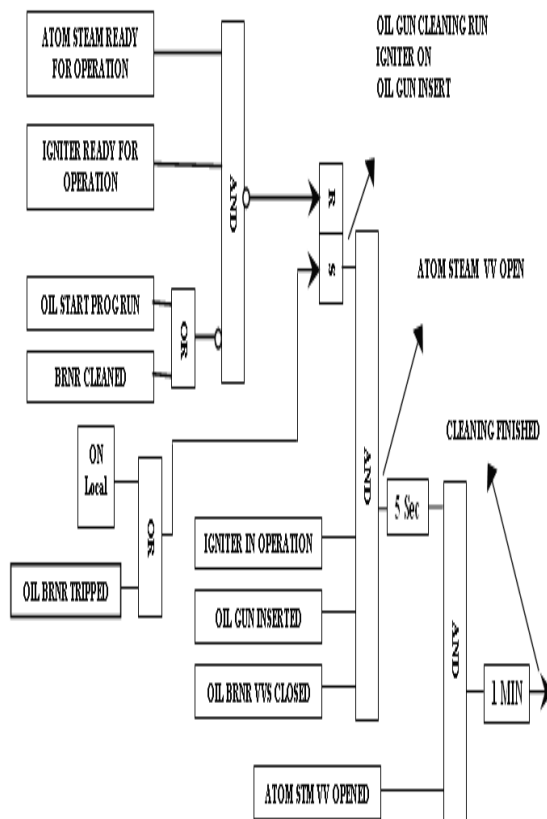 ATOM STEAM READY
FOR OPERATION
OIL GUN CLEANING RUN
IGNITER ON
OIL GUN INSERT
IGNITER READY FOR
OPERATION
AND
R
S
OIL START PROG RUN
BRNR CLEANED
OR
ATOM STEAM VV OPEN
CLEANING FINISHED
ON
Local
OR
OIL BRNR TRIPPED
AND
5 Sec
IGNITER IN OPERATION
OIL GUN INSERTED
OIL BRNR VVS CLOSED
AND
1 MIN
ATOM STM VV OPENED